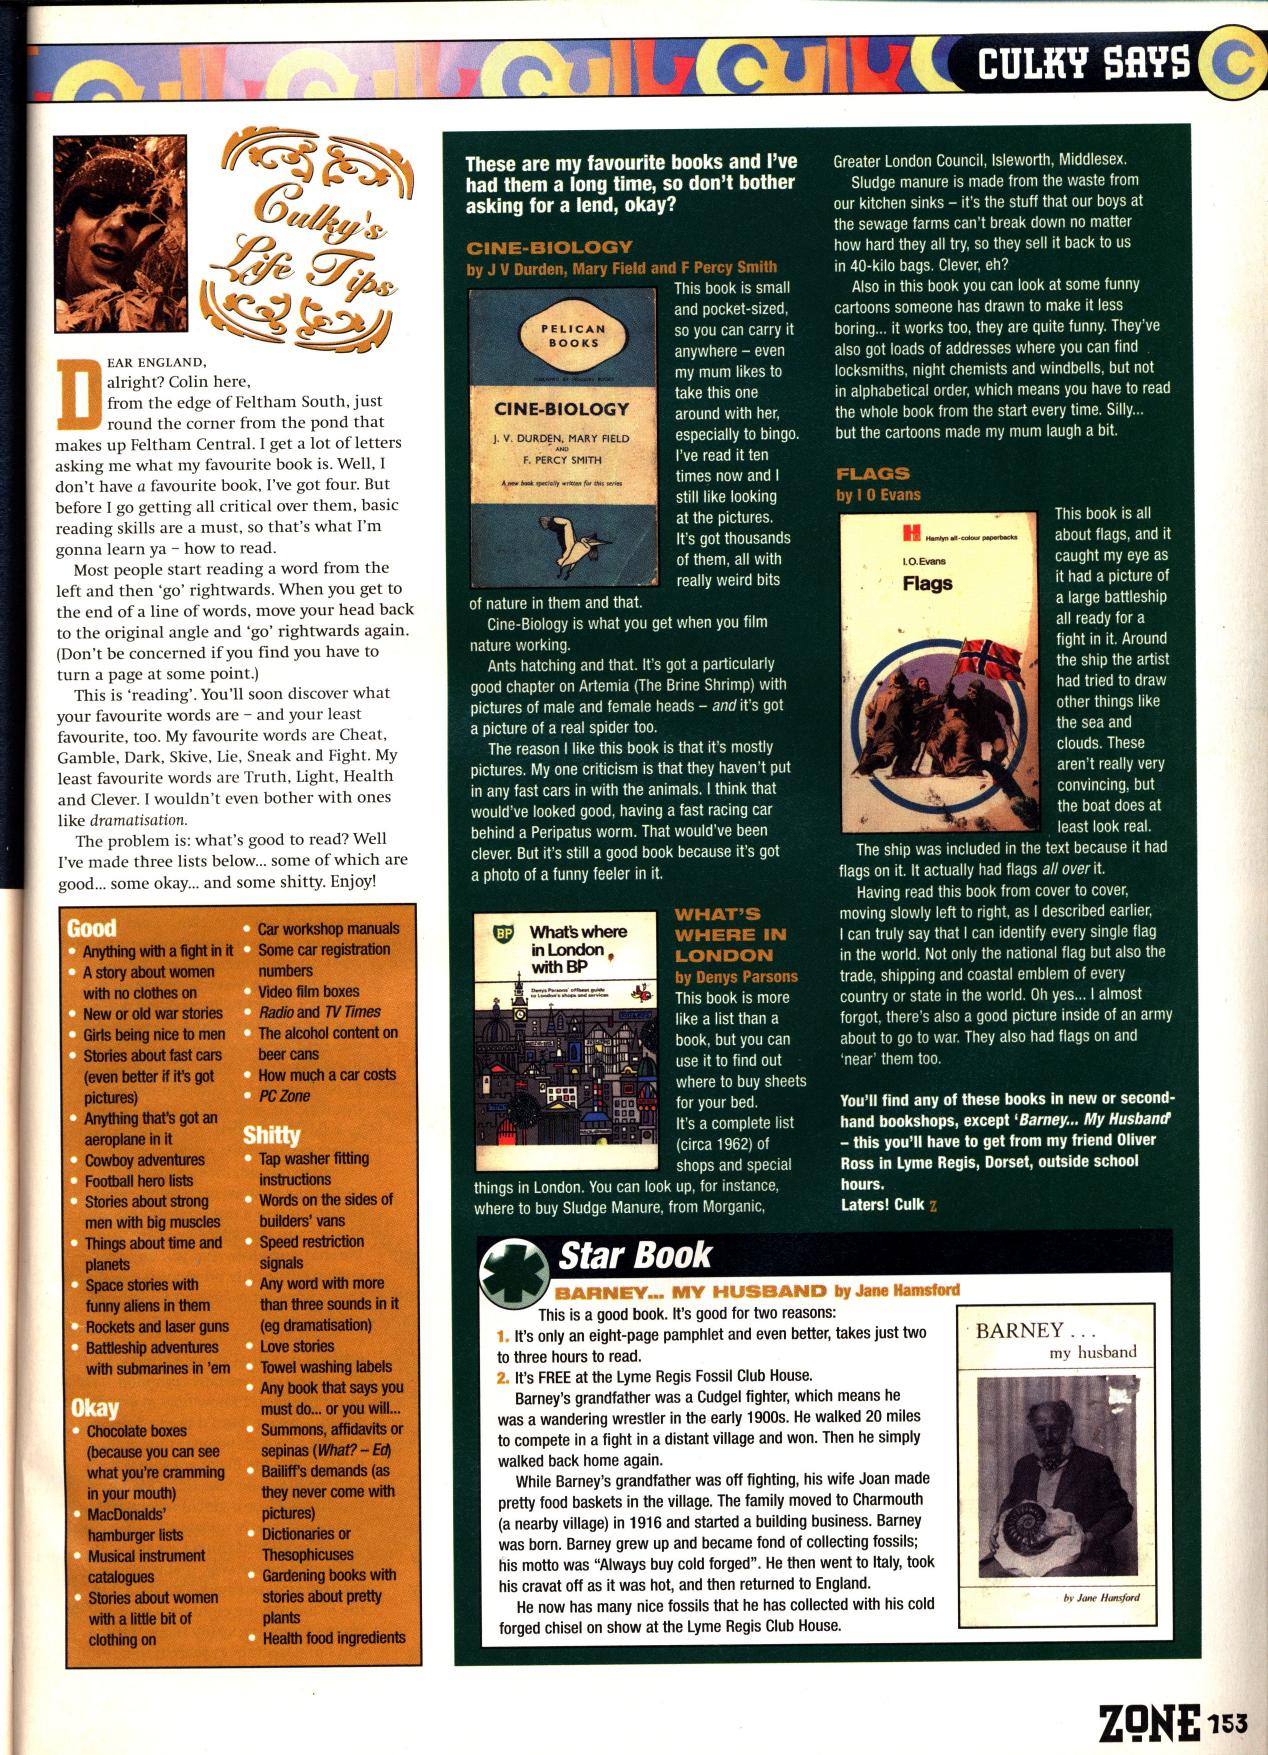 Cull Cull Cull Cull C
CULKY SAYS
C
Culky's
Life Tips
DEAR ENGLAND,
alright? Colin here,
from the edge of Feltham South, just
round the corner from the pond that
makes up Feltham Central. I get a lot of letters
asking me what my favourite book is. Well, I
don't have a favourite book, I've got four. But
before I go getting all critical over them, basic
reading skills are a must, so that's what I'm
gonna learn ya – how to read.
Most people start reading a word from the
left and then 'go' rightwards. When you get to
the end of a line of words, move your head back
to the original angle and 'go' rightwards again.
(Don't be concerned if you find you have to
turn a page at some point.)
This is 'reading'. You'll soon discover what
your favourite words are – and your least
favourite, too. My favourite words are Cheat,
Gamble, Dark, Skive, Lie, Sneak and Fight. My
least favourite words are Truth, Light, Health
and Clever. I wouldn't even bother with ones
like dramatisation.
The problem is: what's good to read? Well
I've made three lists below... some of which are
good... some okay... and some shitty. Enjoy!
Good
• Anything with a fight in it
• A story about women
with no clothes on
• New or old war stories
• Girls being nice to men
• Stories about fast cars
(even better if it's got
pictures)
• Anything that's got an
aeroplane in it
• Cowboy adventures
• Football hero lists
• Stories about strong
men with big muscles
• Things about time and
planets
• Space stories with
funny aliens in them
• Rockets and laser guns
• Battleship adventures
with submarines in 'em
Okay
• Chocolate boxes
(because you can see
what you're cramming
in your mouth)
• MacDonalds'
hamburger lists
• Musical instrument
catalogues
• Stories about women
with a little bit of
clothing on
• Car workshop manuals
• Some car registration
numbers
• Video film boxes
• Radio and TV Times
• The alcohol content on
beer cans
• How much a car costs
• PC Zone
Shitty
• Tap washer fitting
instructions
• Words on the sides of
builders' vans
• Speed restriction
signals
• Any word with more
than three sounds in it
(eg dramatisation)
• Love stories
• Towel washing labels
• Any book that says you
must do... or you will...
• Summons, affidavits or
sepinas (What? – Ed)
• Bailiff's demands (as
they never come with
pictures)
• Dictionaries or
Thesophicuses
• Gardening books with
stories about pretty
plants
• Health food ingredients
These are my favourite books and I've
had them a long time, so don't bother
asking for a lend, okay?
CINE-BIOLOGY
by J V Durden, Mary Field and F Percy Smith
PELICAN
BOOKS
CINE-BIOLOGY
J. V. DURDEN, MARY FIELD
AND
F. PERCY SMITH
A new book specially written for this series
This book is small
and pocket-sized,
so you can carry it
anywhere – even
my mum likes to
take this one
around with her,
especially to bingo.
I've read it ten
times now and I
still like looking
at the pictures.
It's got thousands
of them, all with
really weird bits
of nature in them and that.
Cine-Biology is what you get when you film
nature working.
Ants hatching and that. It's got a particularly
good chapter on Artemia (The Brine Shrimp) with
pictures of male and female heads – and it's got
a picture of a real spider too.
The reason I like this book is that it's mostly
pictures. My one criticism is that they haven't put
in any fast cars in with the animals. I think that
would've looked good, having a fast racing car
behind a Peripatus worm. That would've been
clever. But it's still a good book because it's got
a photo of a funny feeler in it.
BP
What's where
in London
with BP
Denys Parsons' offbeat guide
to London's shops and services
WHAT'S
WHERE IN
LONDON
by Denys Parsons
This book is more
like a list than a
book, but you can
use it to find out
where to buy sheets
for your bed.
It's a complete list
(circa 1962) of
shops and special
things in London. You can look up, for instance,
where to buy Sludge Manure, from Morganic,
Greater London Council, Isleworth, Middlesex.
Sludge manure is made from the waste from
our kitchen sinks – it's the stuff that our boys at
the sewage farms can't break down no matter
how hard they all try, so they sell it back to us
in 40-kilo bags. Clever, eh?
Also in this book you can look at some funny
cartoons someone has drawn to make it less
boring... it works too, they are quite funny. They've
also got loads of addresses where you can find
locksmiths, night chemists and windbells, but not
in alphabetical order, which means you have to read
the whole book from the start every time. Silly...
but the cartoons made my mum laugh a bit.
FLAGS
by I O Evans
H Hamlyn all-colour paperbacks
I.O.Evans
Flags
This book is all
about flags, and it
caught my eye as
it had a picture of
a large battleship
all ready for a
fight in it. Around
the ship the artist
had tried to draw
other things like
the sea and
clouds. These
aren't really very
convincing, but
the boat does at
least look real.
The ship was included in the text because it had
flags on it. It actually had flags all over it.
Having read this book from cover to cover,
moving slowly left to right, as I described earlier,
I can truly say that I can identify every single flag
in the world. Not only the national flag but also the
trade, shipping and coastal emblem of every
country or state in the world. Oh yes... I almost
forgot, there's also a good picture inside of an army
about to go to war. They also had flags on and
'near' them too.
You'll find any of these books in new or second-
hand bookshops, except 'Barney... My Husband'
– this you'll have to get from my friend Oliver
Ross in Lyme Regis, Dorset, outside school
hours.
Laters! Culk Z
Star Book
BARNEY... MY HUSBAND by Jane Hamsford
This is a good book. It's good for two reasons:
1. It's only an eight-page pamphlet and even better, takes just two
to three hours to read.
2. It's FREE at the Lyme Regis Fossil Club House.
Barney's grandfather was a Cudgel fighter, which means he
was a wandering wrestler in the early 1900s. He walked 20 miles
to compete in a fight in a distant village and won. Then he simply
walked back home again.
While Barney's grandfather was off fighting, his wife Joan made
pretty food baskets in the village. The family moved to Charmouth
(a nearby village) in 1916 and started a building business. Barney
was born. Barney grew up and became fond of collecting fossils;
his motto was “Always buy cold forged”. He then went to Italy, took
his cravat off as it was hot, and then returned to England.
He now has many nice fossils that he has collected with his cold
forged chisel on show at the Lyme Regis Club House.
BARNEY...
my husband
by Jane Hansford
ZONE 153